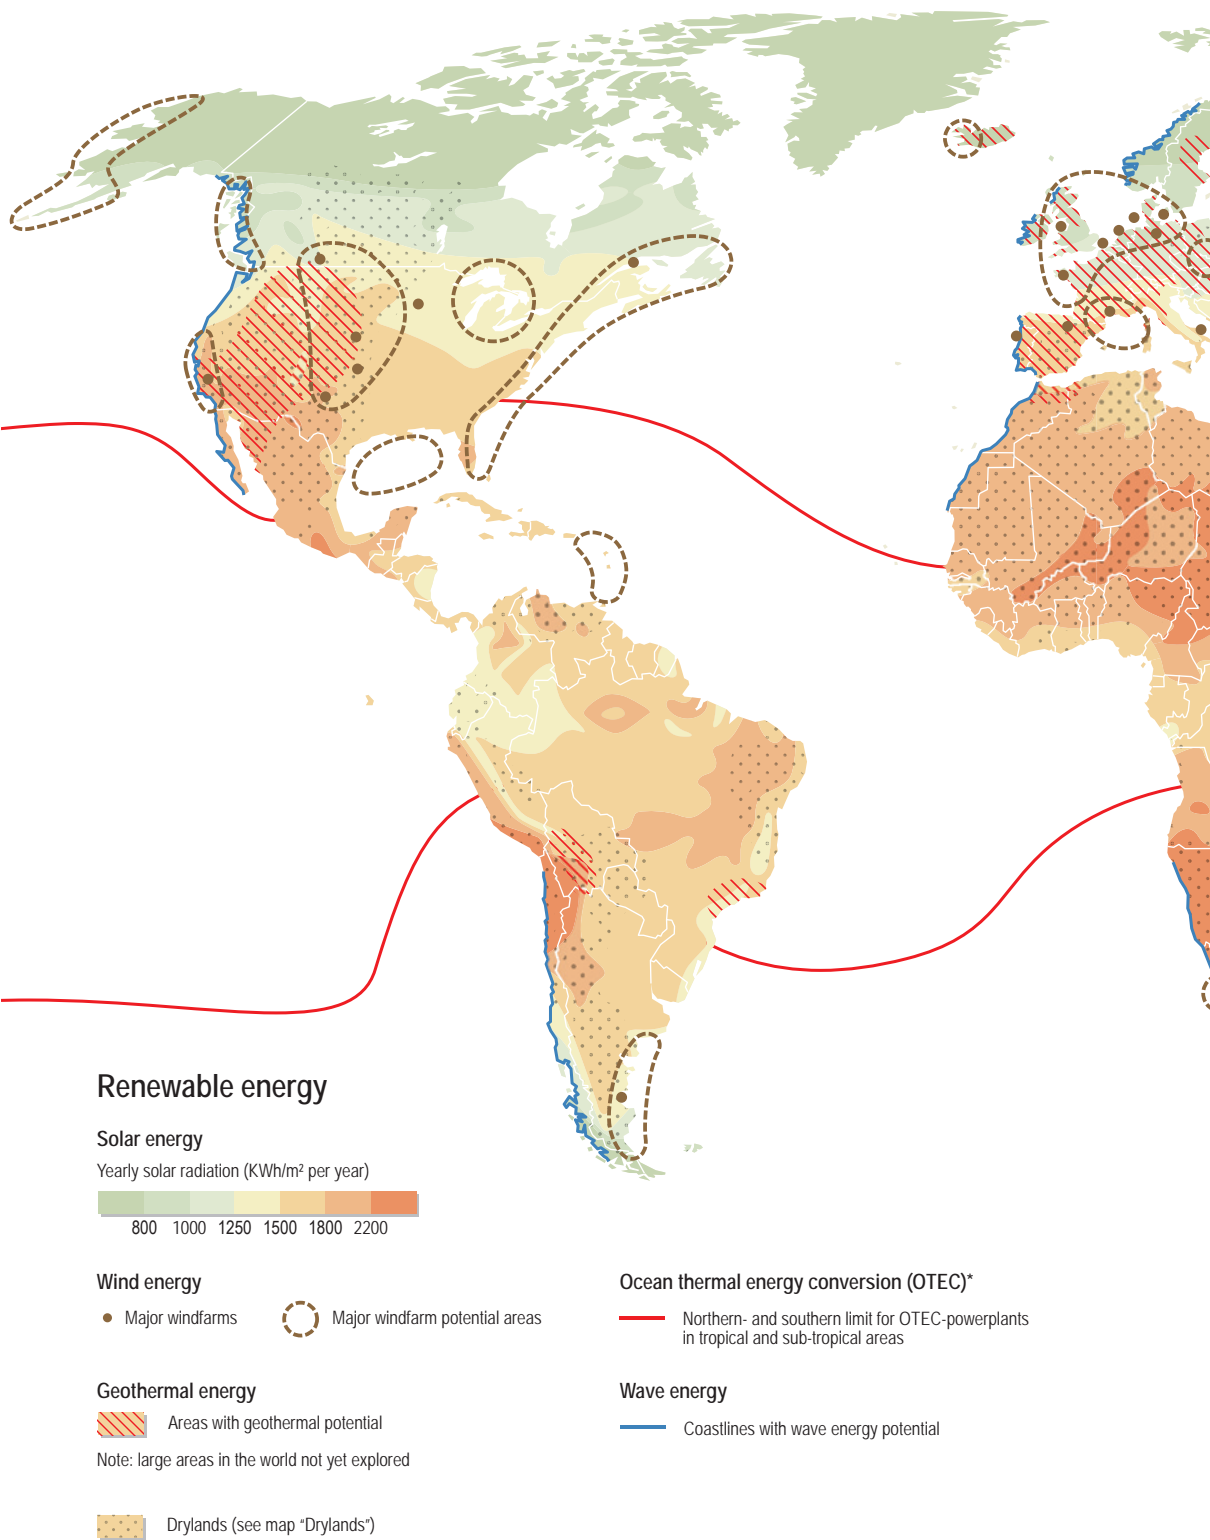 Renewable energy
Solar energy
Yearly solar radiation (KWh/m² per year)
800 1000 1250 1500 1800 2200
Wind energy
Major windfarms
Major windfarm potential areas
Ocean thermal energy conversion (OTEC)*
Northern- and southern limit for OTEC-powerplants
in tropical and sub-tropical areas
Geothermal energy
Areas with geothermal potential
Note: large areas in the world not yet explored
Wave energy
Coastlines with wave energy potential
Drylands (see map "Drylands")